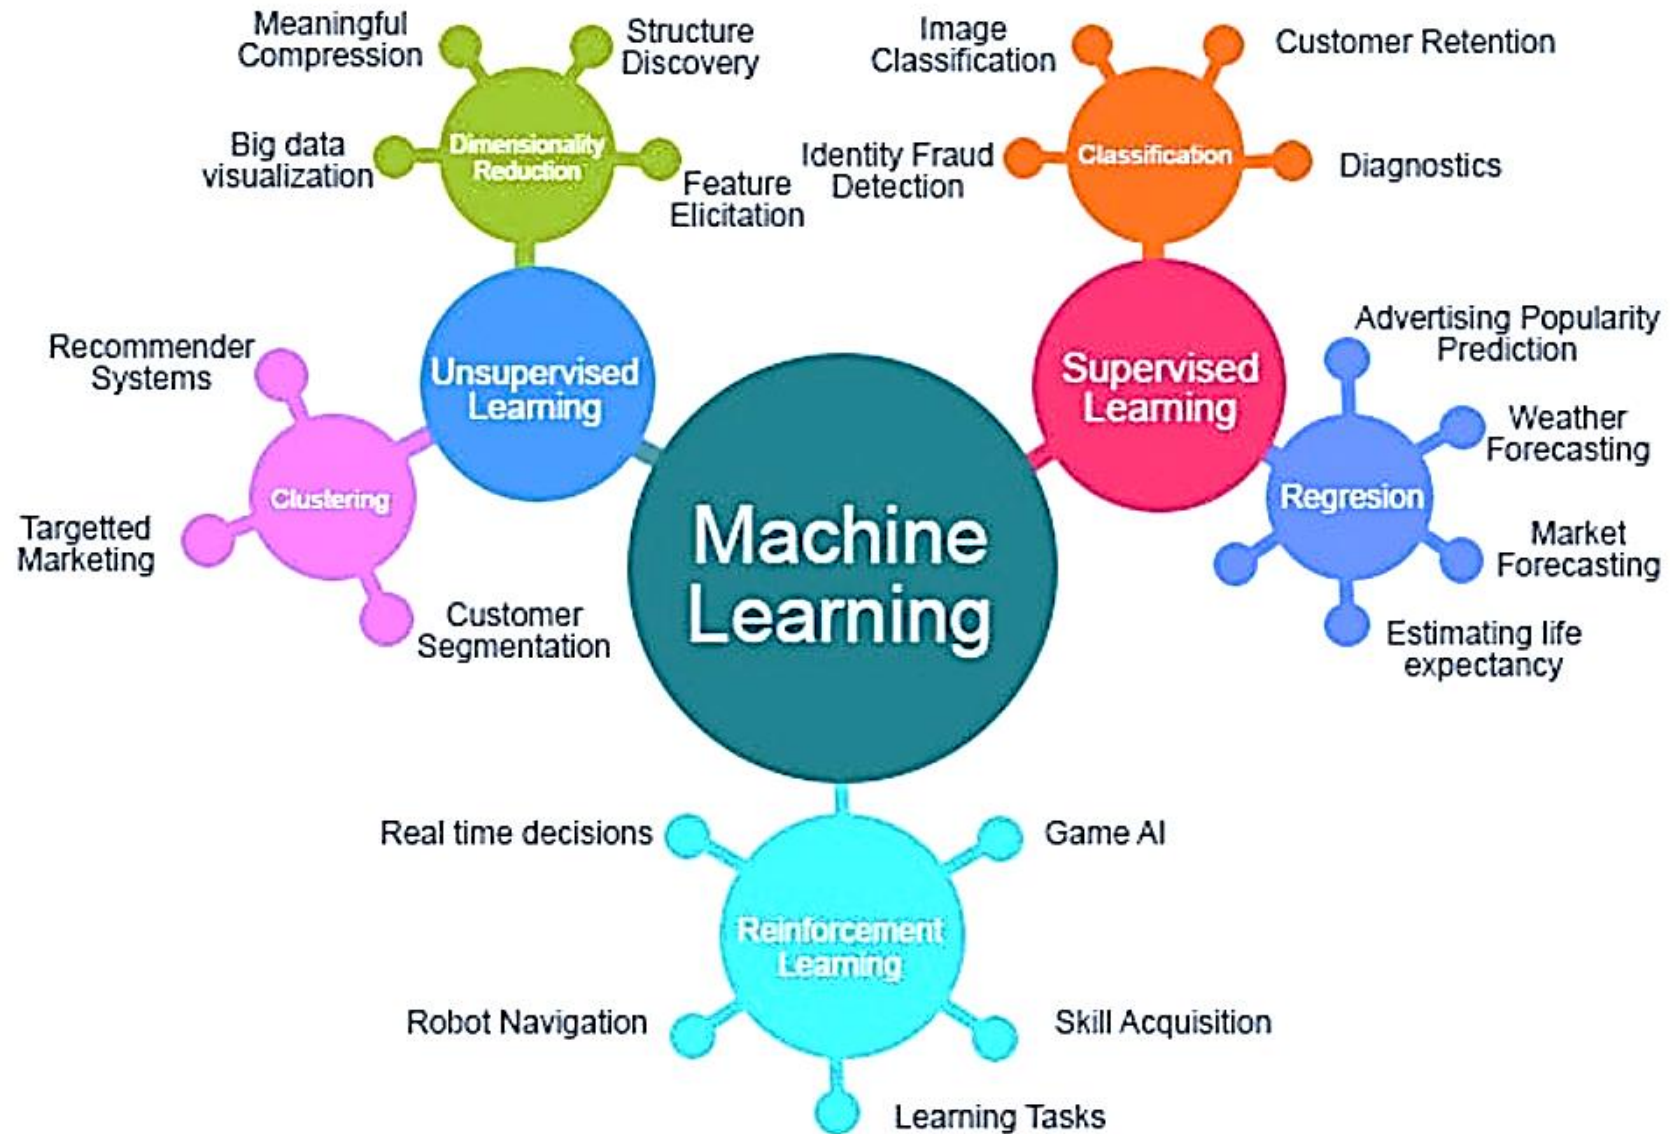 Meaningful
Compression
Structure
Discovery
Big data
visualization
Dimensionality
Reduction
Feature
Elicitation
Image
Classification
Customer Retention
Identity Fraud
Detection
Classification
Diagnostics
Recommender
Systems
Unsupervised
Learning
Clustering
Targetted
Marketing
Customer
Segmentation
Machine
Learning
Supervised
Learning
Advertising Popularity
Prediction
Weather
Forecasting
Regresion
Market
Forecasting
Estimating life
expectancy
Real time decisions
Game AI
Reinforcement
Learning
Robot Navigation
Skill Acquisition
Learning Tasks